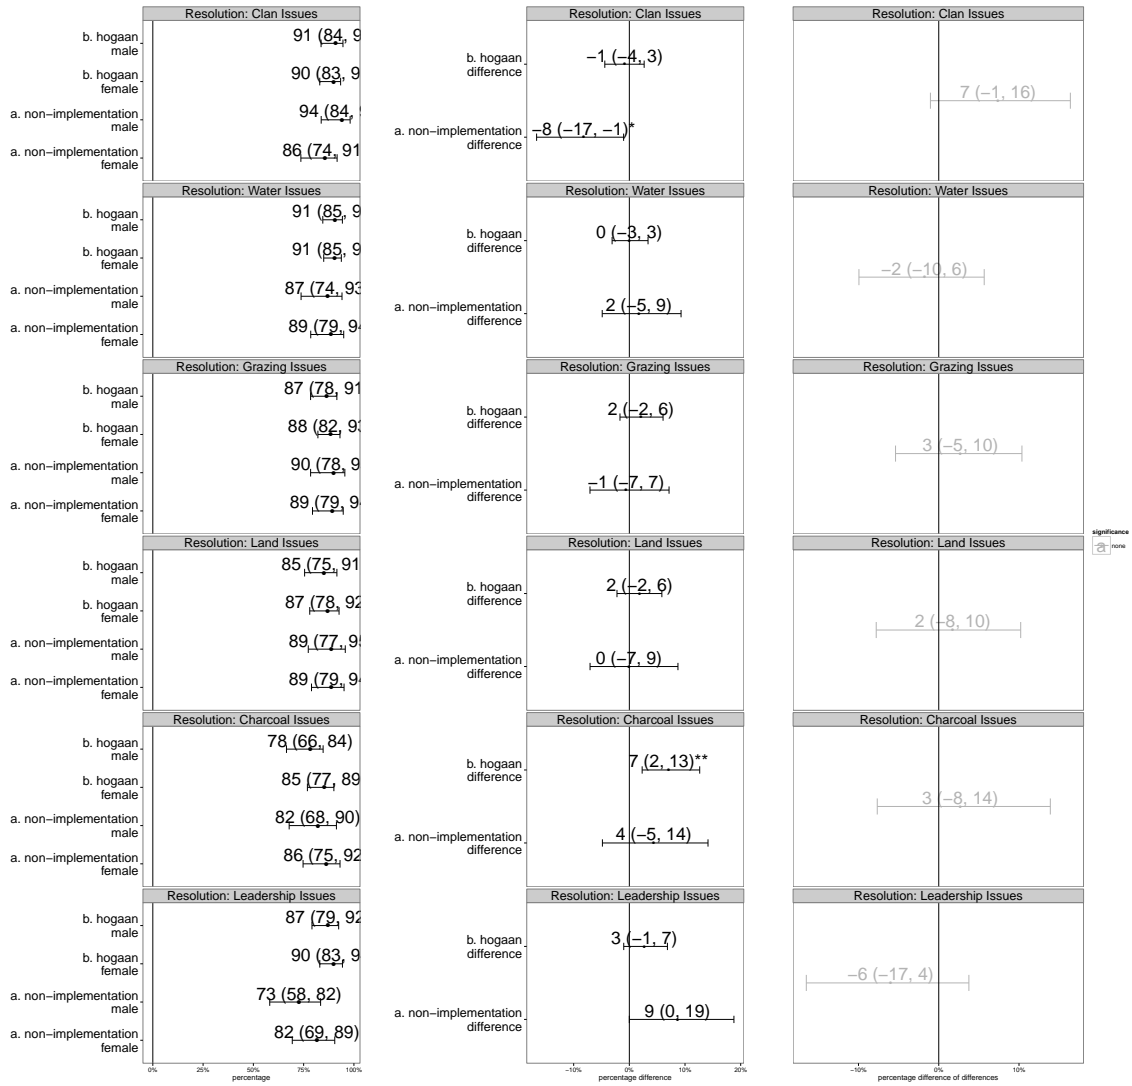 Resolution: Clan Issues
b. hogaan
male
91 (84, 9
b. hogaan
female
90 (83, 9
a. non−implementation
male
94 (84,
a. non−implementation
female
86 (74, 91
Resolution: Water Issues
b. hogaan
male
91 (85, 9
b. hogaan
female
91 (85, 9
a. non−implementation
male
87 (74, 93
a. non−implementation
female
89 (79, 94
Resolution: Grazing Issues
b. hogaan
male
87 (78, 91
b. hogaan
female
88 (82, 93
a. non−implementation
male
90 (78, 9
a. non−implementation
female
89 (79, 94
Resolution: Land Issues
b. hogaan
male
85 (75, 91
b. hogaan
female
87 (78, 92
a. non−implementation
male
89 (77, 95
a. non−implementation
female
89 (79, 94
Resolution: Charcoal Issues
b. hogaan
male
78 (66, 84)
b. hogaan
female
85 (77, 89
a. non−implementation
male
82 (68, 90)
a. non−implementation
female
86 (75, 92
Resolution: Leadership Issues
b. hogaan
male
87 (79, 92
b. hogaan
female
90 (83, 9
a. non−implementation
male
73 (58, 82)
a. non−implementation
female
82 (69, 89)
0% 50% 100%
percentage
Resolution: Clan Issues
b. hogaan
difference
−1 (−4, 3)
a. non−implementation
difference
−8 (−17, −1)*
Resolution: Water Issues
b. hogaan
difference
0 (−3, 3)
a. non−implementation
difference
2 (−5, 9)
Resolution: Grazing Issues
b. hogaan
difference
2 (−2, 6)
a. non−implementation
difference
−1 (−7, 7)
Resolution: Land Issues
b. hogaan
difference
2 (−2, 6)
a. non−implementation
difference
0 (−7, 9)
Resolution: Charcoal Issues
b. hogaan
difference
7 (2, 13)**
a. non−implementation
difference
4 (−5, 14)
Resolution: Leadership Issues
b. hogaan
difference
3 (−1, 7)
a. non−implementation
difference
9 (0, 19)
−10% 0% 10% 20%
percentage difference
Resolution: Clan Issues
7 (−1, 16)
Resolution: Water Issues
−2 (−10, 6)
Resolution: Grazing Issues
3 (−5, 10)
Resolution: Land Issues
2 (−8, 10)
Resolution: Charcoal Issues
3 (−8, 14)
Resolution: Leadership Issues
−6 (−17, 4)
0% 10%
percentage difference of differences
significance
a none